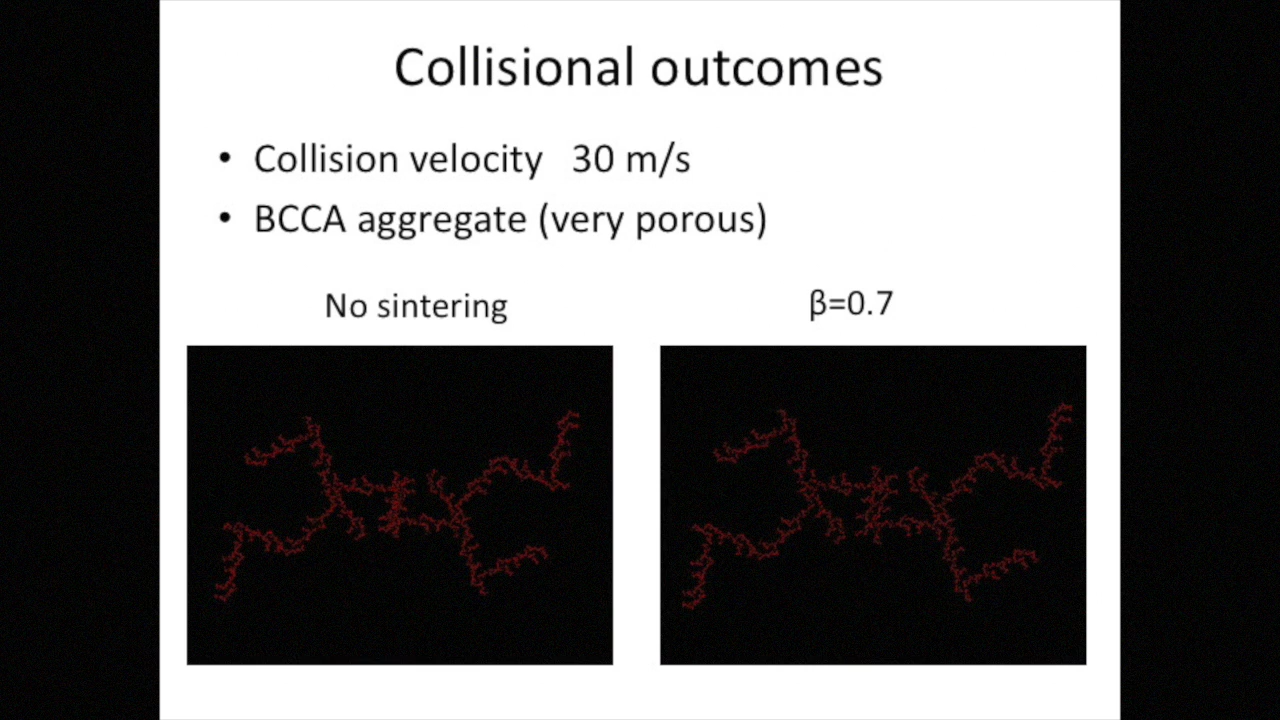 Collisional outcomes
• Collision velocity   30 m/s
• BCCA aggregate (very porous)
No sintering
β=0.7